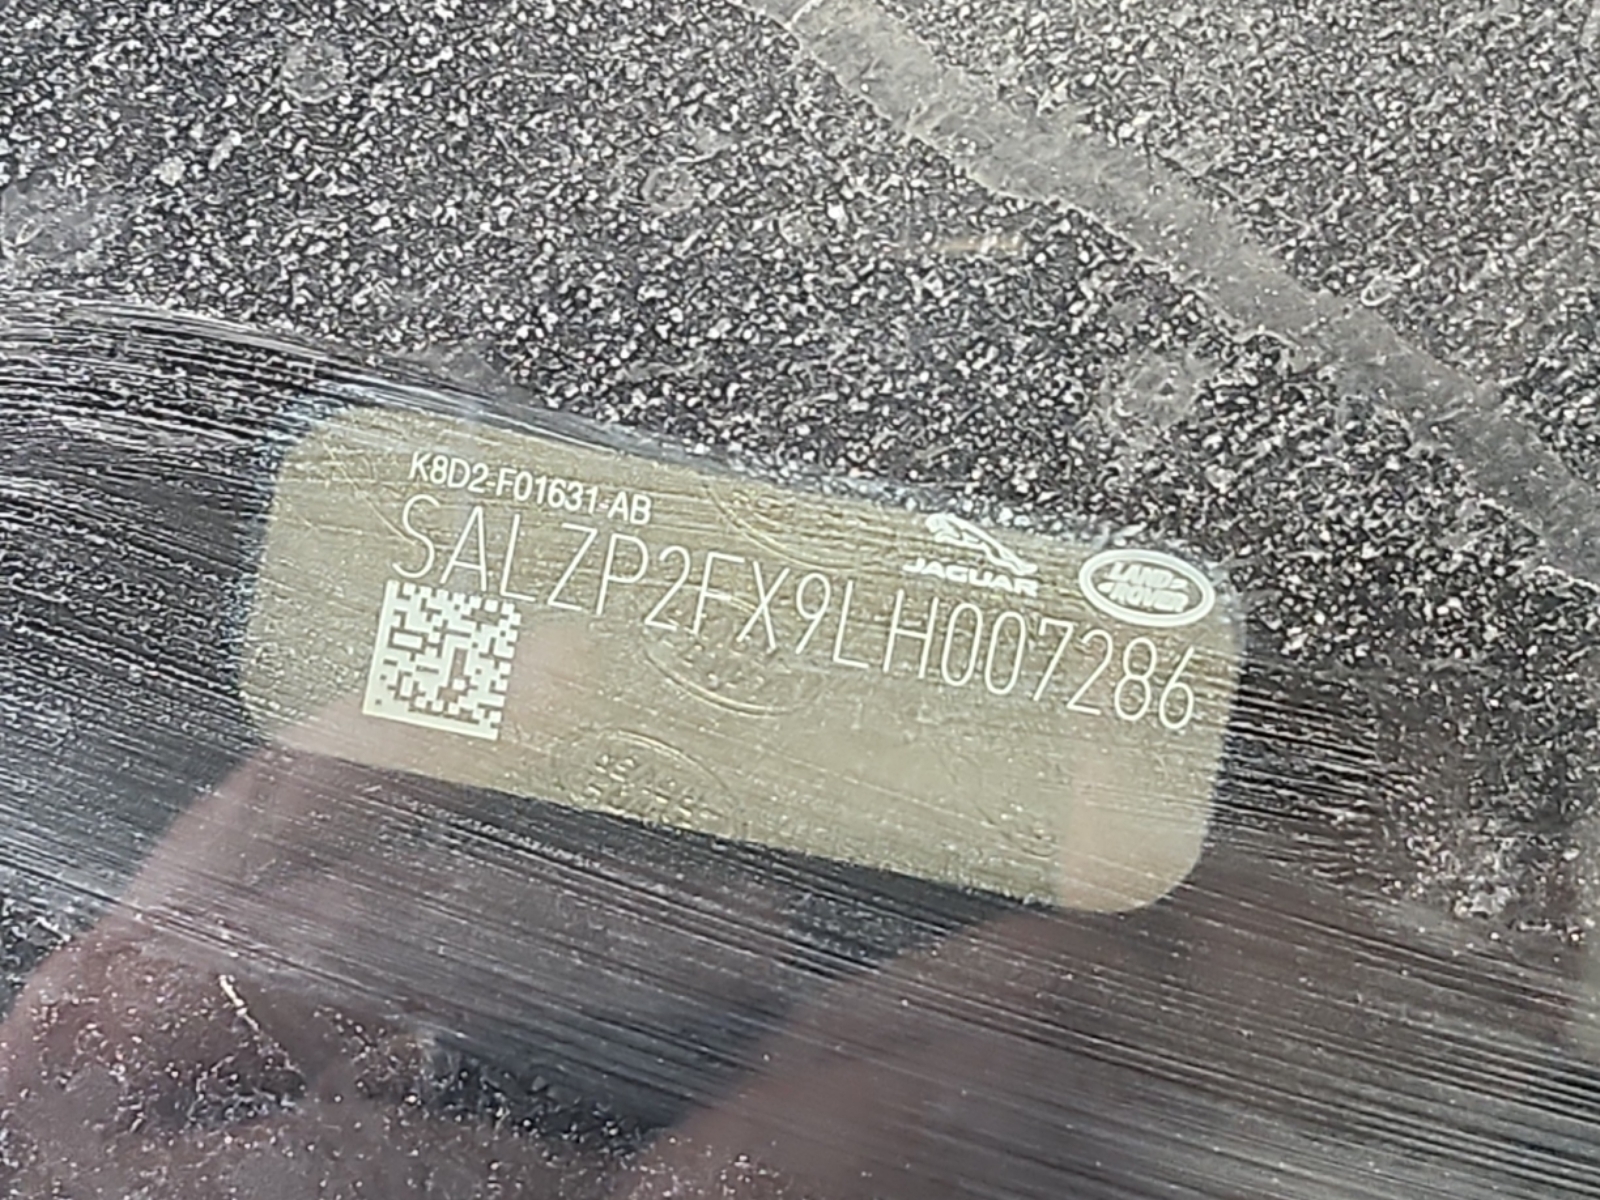 K8D2-F01631-AB
JAGUAR
LAND-
ROVER
SALZP2FX9LH007286